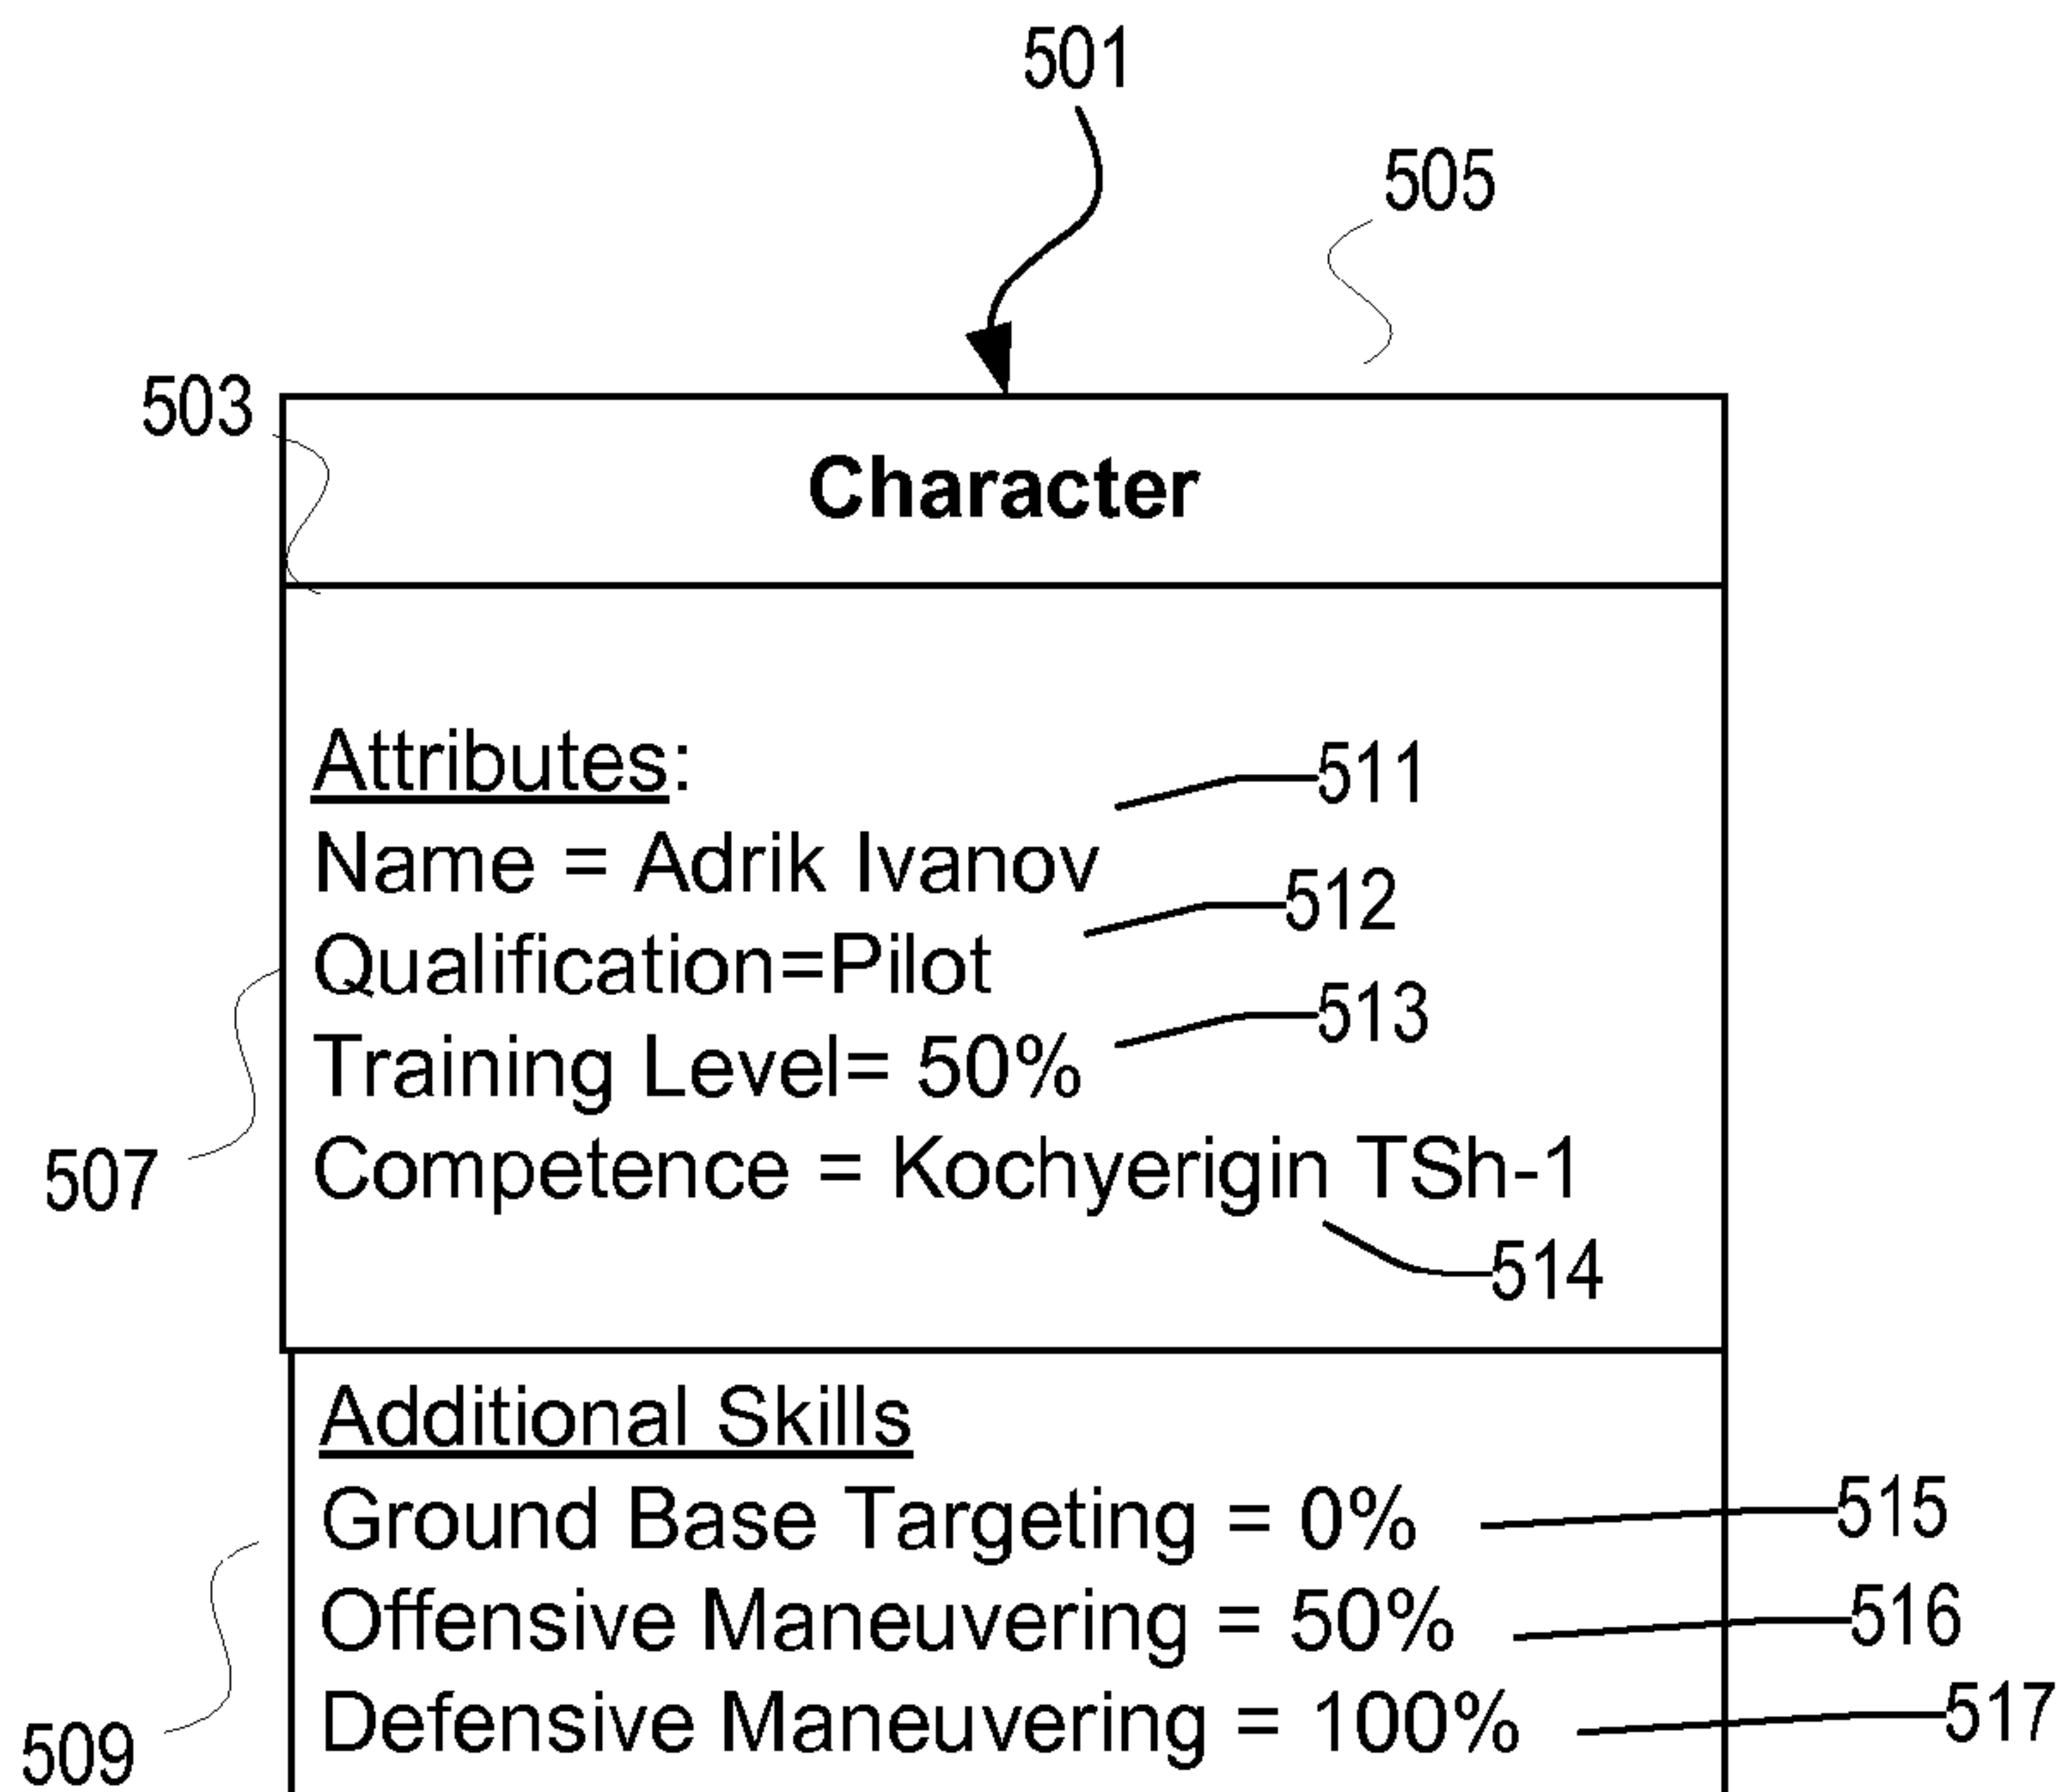 501
505
503
Character
Attributes:
511
Name = Adrik Ivanov
512
Qualification=Pilot
513
Training Level= 50%
507
Competence = Kochyerigin TSh-1
514
Additional Skills
Ground Base Targeting = 0%
515
Offensive Maneuvering = 50%
516
Defensive Maneuvering = 100%
517
509